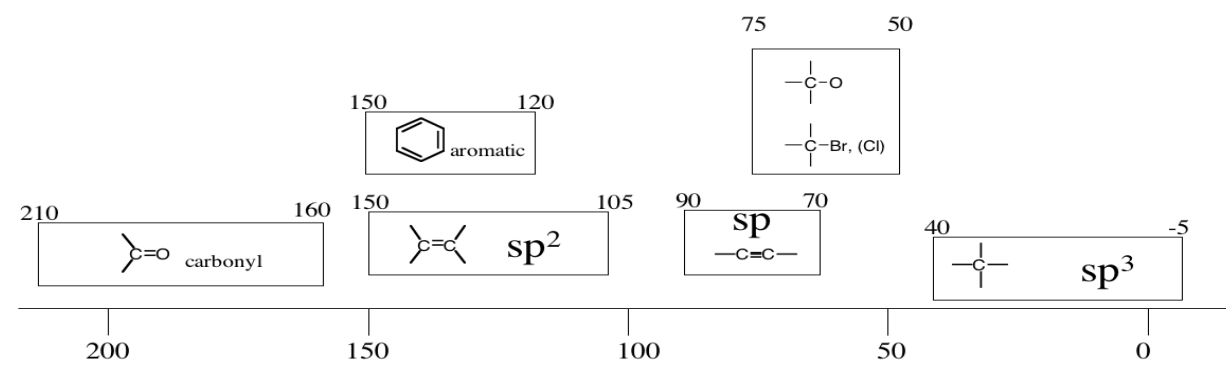 75 50
C-O
150 120
C-Br, (Cl)
aromatic
210 160 150 105 90 70
sp
40 -5
C=O carbonyl
C=C sp²
C≡C
C sp³
200 150 100 50 0